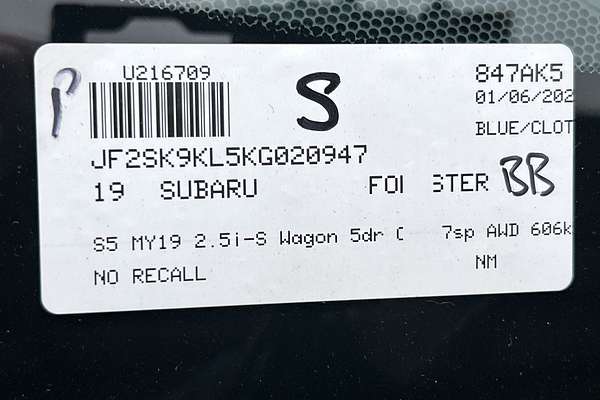 P U216709 S 847AK5
01/06/202
BLUE/CLOT
JF2SK9KL5KG020947
19 SUBARU FO STER BB
S5 MY19 2.5i-S Wagon 5dr 7sp AWD 606k
NO RECALL NM